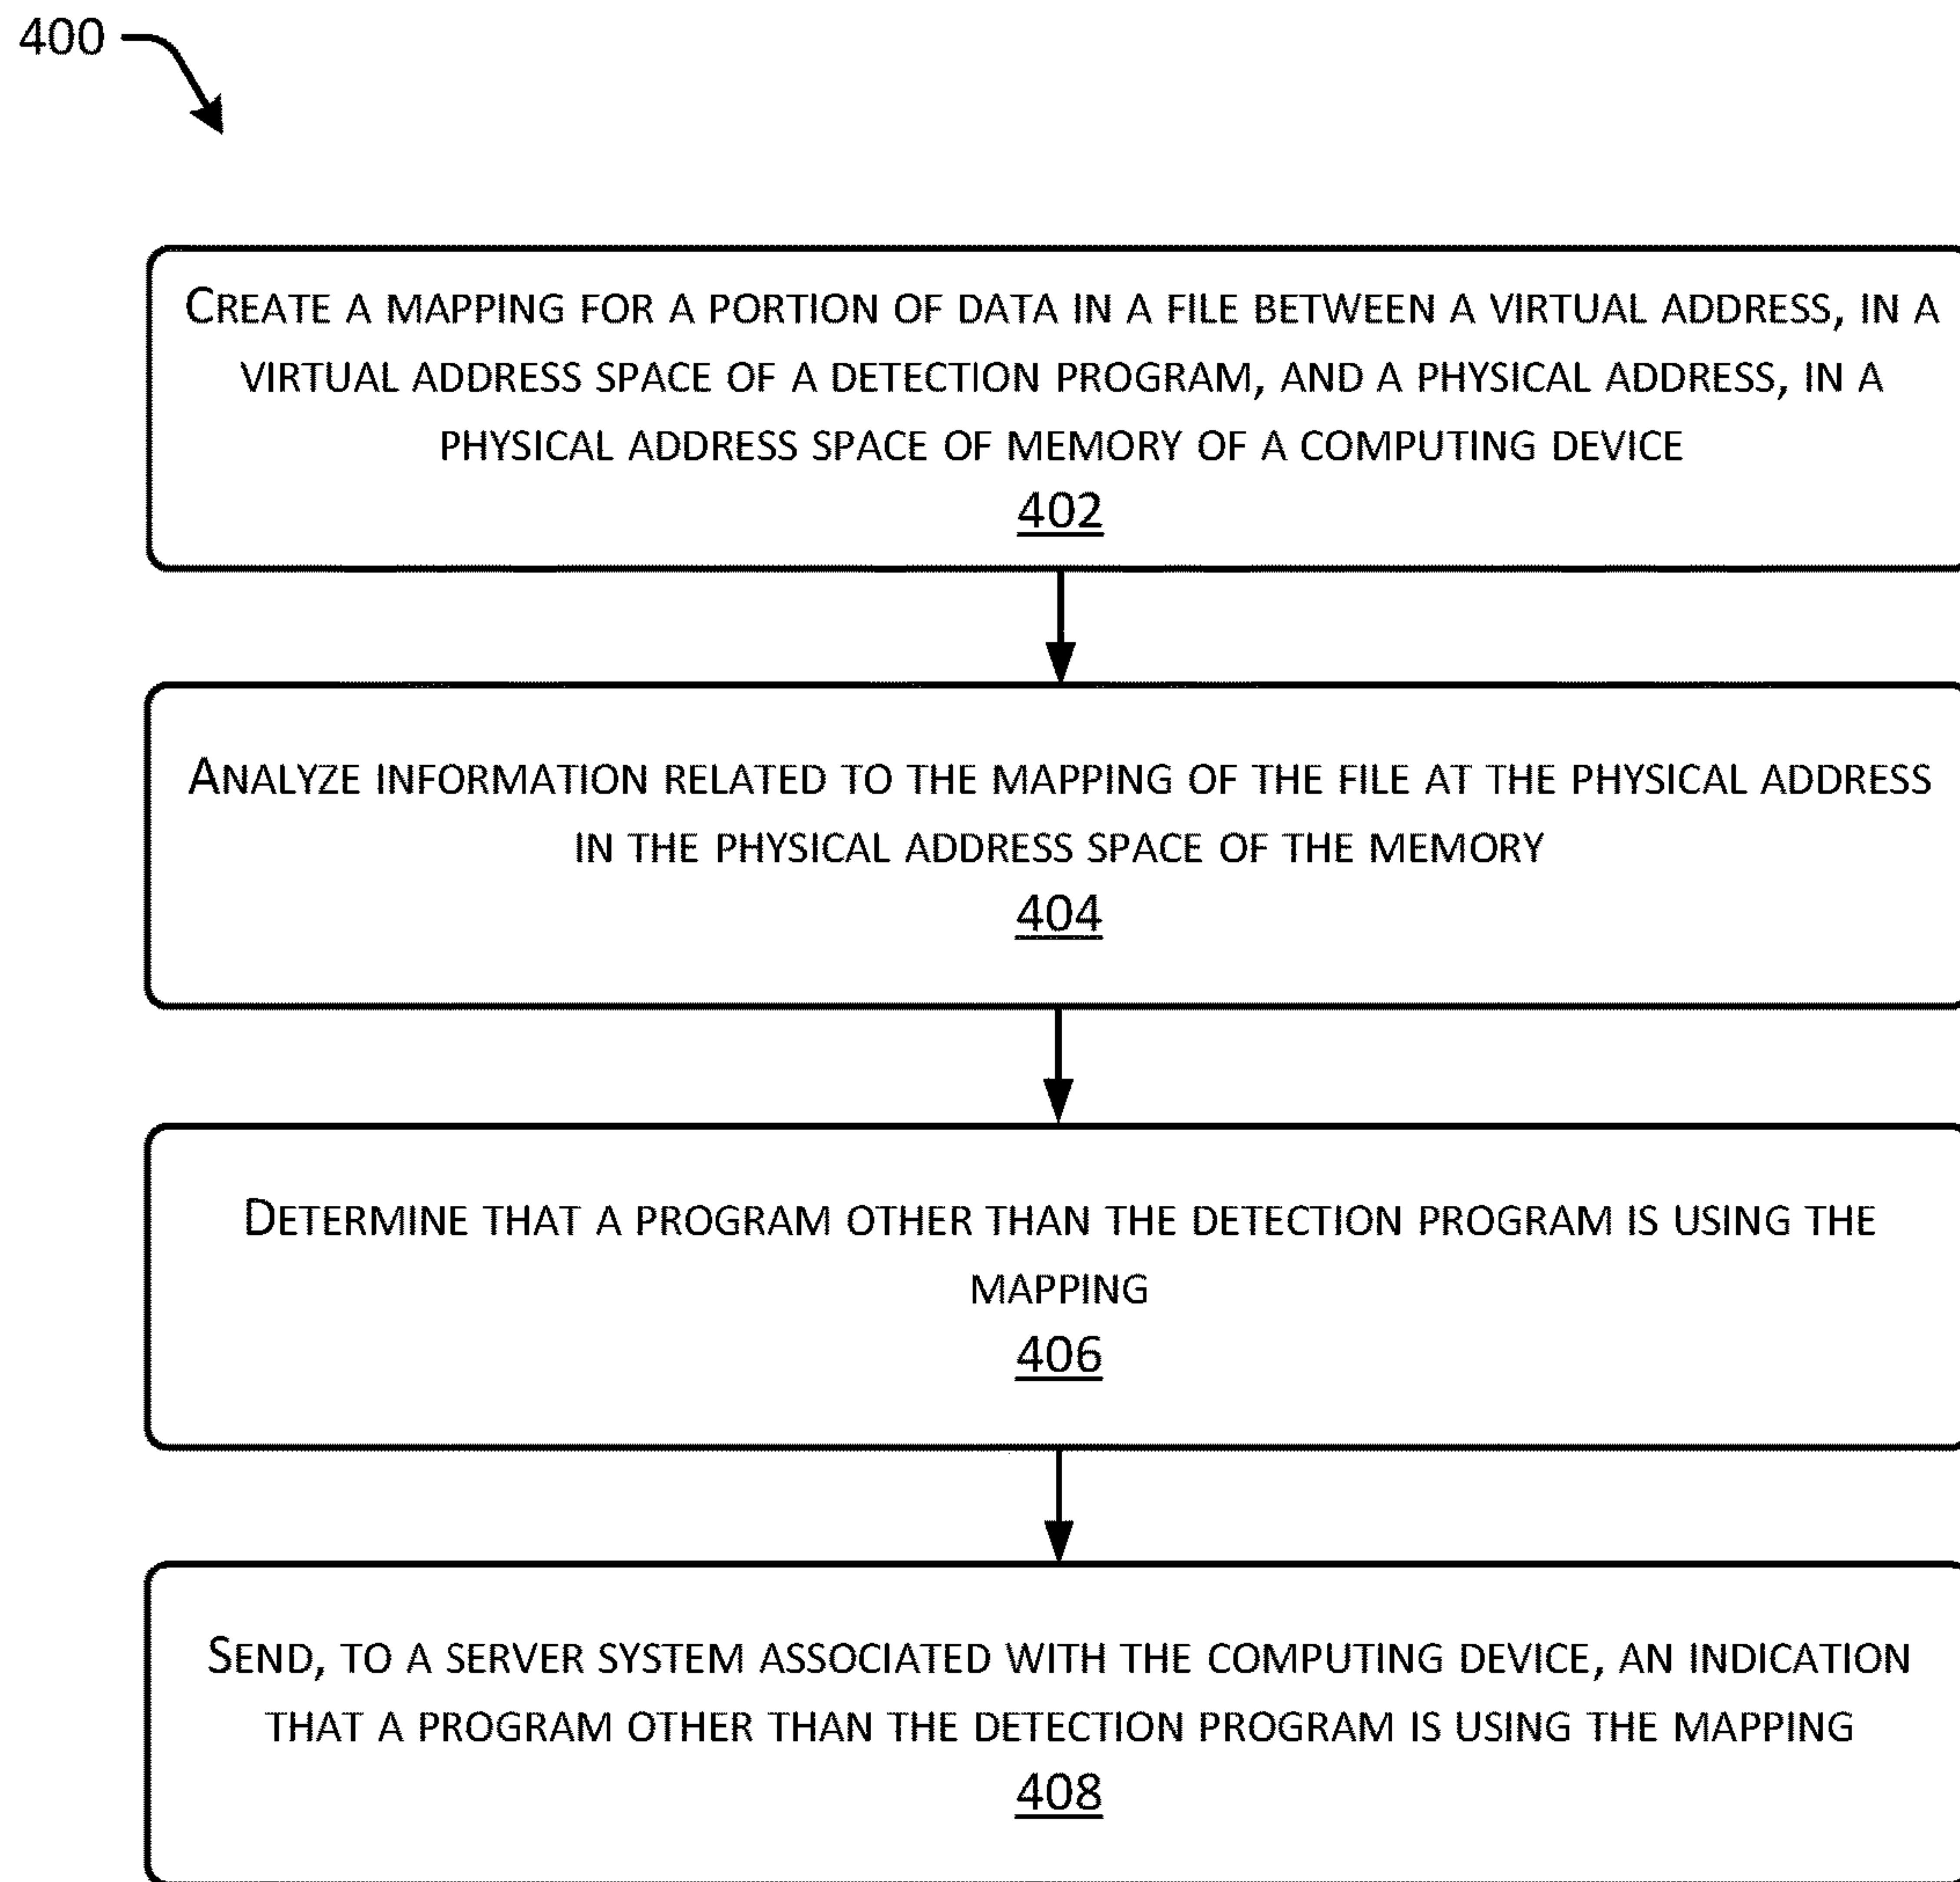 400
CREATE A MAPPING FOR A PORTION OF DATA IN A FILE BETWEEN A VIRTUAL ADDRESS, IN A
VIRTUAL ADDRESS SPACE OF A DETECTION PROGRAM, AND A PHYSICAL ADDRESS, IN A
PHYSICAL ADDRESS SPACE OF MEMORY OF A COMPUTING DEVICE
402
ANALYZE INFORMATION RELATED TO THE MAPPING OF THE FILE AT THE PHYSICAL ADDRESS
IN THE PHYSICAL ADDRESS SPACE OF THE MEMORY
404
DETERMINE THAT A PROGRAM OTHER THAN THE DETECTION PROGRAM IS USING THE
MAPPING
406
SEND, TO A SERVER SYSTEM ASSOCIATED WITH THE COMPUTING DEVICE, AN INDICATION
THAT A PROGRAM OTHER THAN THE DETECTION PROGRAM IS USING THE MAPPING
408